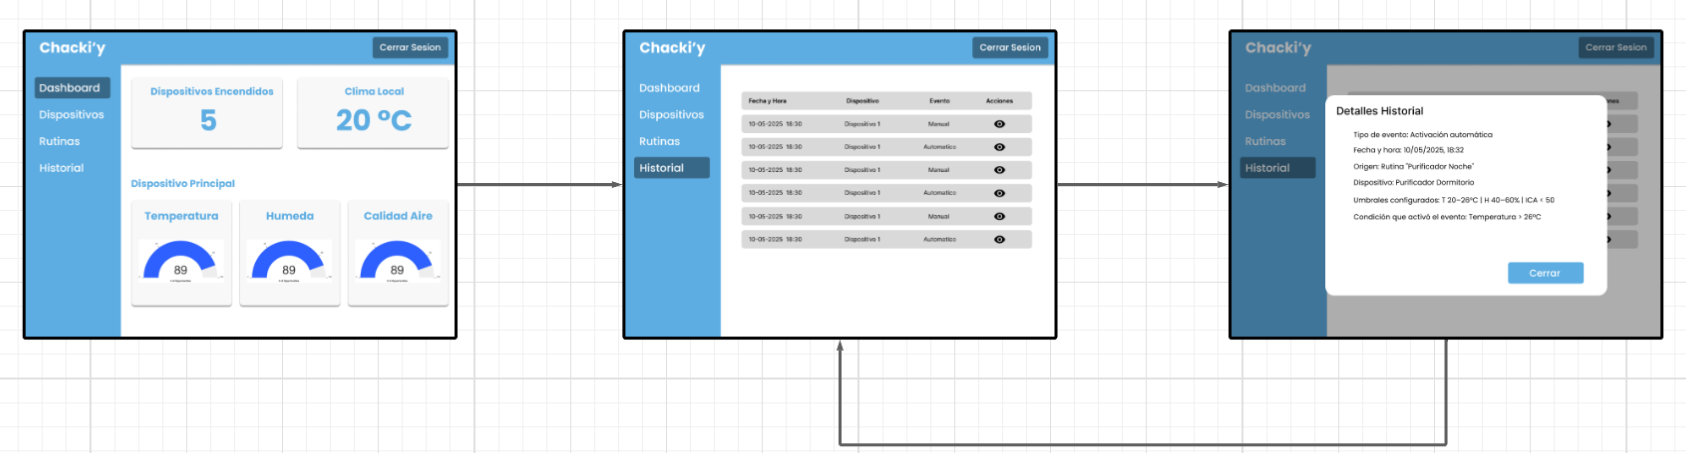 Chacki'y
Cerrar Sesion
Dashboard
Dispositivos
Rutinas
Historial
Dispositivos Encendidos
5
Clima Local
20 ºC
Dispositivo Principal
Temperatura
Humeda
Calidad Aire
89
89
89
Chacki'y
Cerrar Sesion
Dashboard
Dispositivos
Rutinas
Historial
Fecha y Hora Dispositivo Evento Acciones
10-05-2025 18:30 Dispositivo 1 Manual
10-05-2025 18:30 Dispositivo 1 Automatico
10-05-2025 18:30 Dispositivo 1 Manual
10-05-2025 18:30 Dispositivo 1 Automatico
10-05-2025 18:30 Dispositivo 1 Manual
10-05-2025 18:30 Dispositivo 1 Automatico
Chacki'y
Cerrar Sesion
Dashboard
Dispositivos
Rutinas
Historial
Detalles Historial
Tipo de evento: Activación automática
Fecha y hora: 10/05/2025, 18:32
Origen: Rutina "Purificador Noche"
Dispositivo: Purificador Dormitorio
Umbrales configurados: T 20–26°C | H 40–60% | ICA < 50
Condición que activó el evento: Temperatura > 26°C
Cerrar